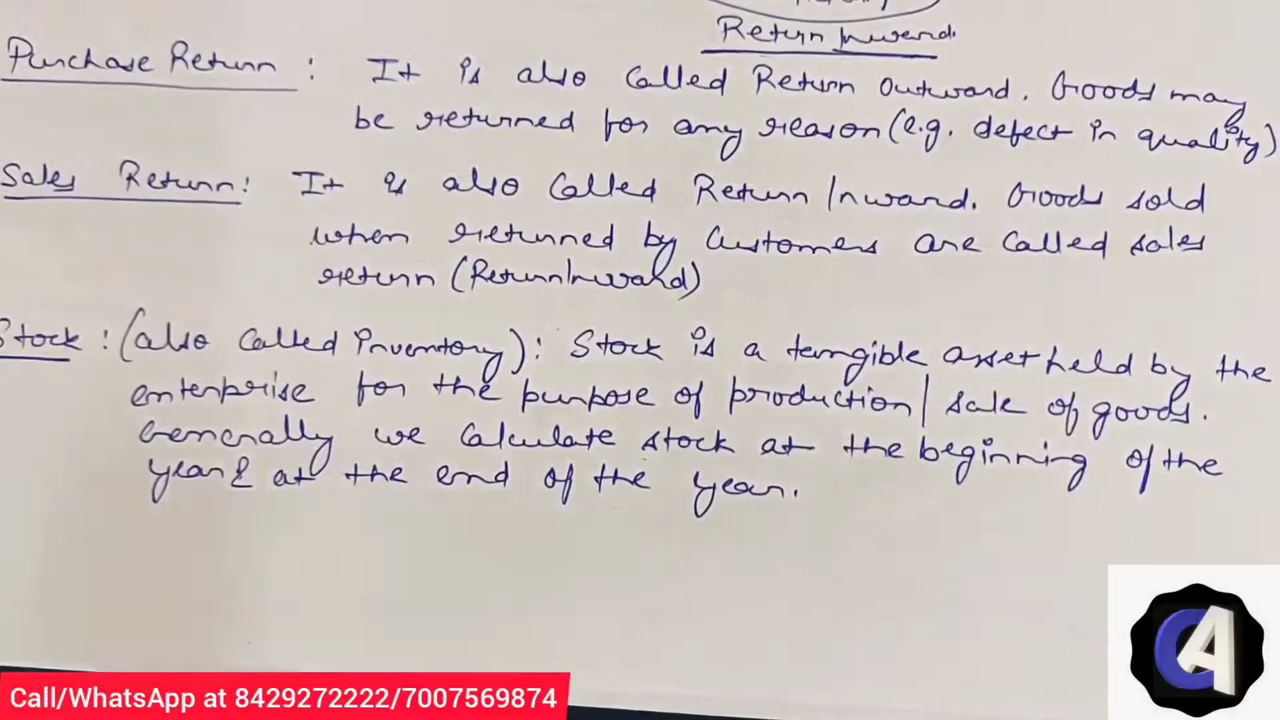 Return Inward
Purchase Return : It is also Called Return Outward. Goods may
be returned for any reason (e.g. defect in quality)
Sales Return : It is also Called Return Inward. Goods sold
when returned by Customers are Called sales
return (Return Inward)
Stock : (also Called Inventory) : Stock is a tangible asset held by the
enterprise for the purpose of production / sale of goods.
Generally we Calculate stock at the beginning of the
year & at the end of the year.
Call/WhatsApp at 8429272222/7007569874
CA